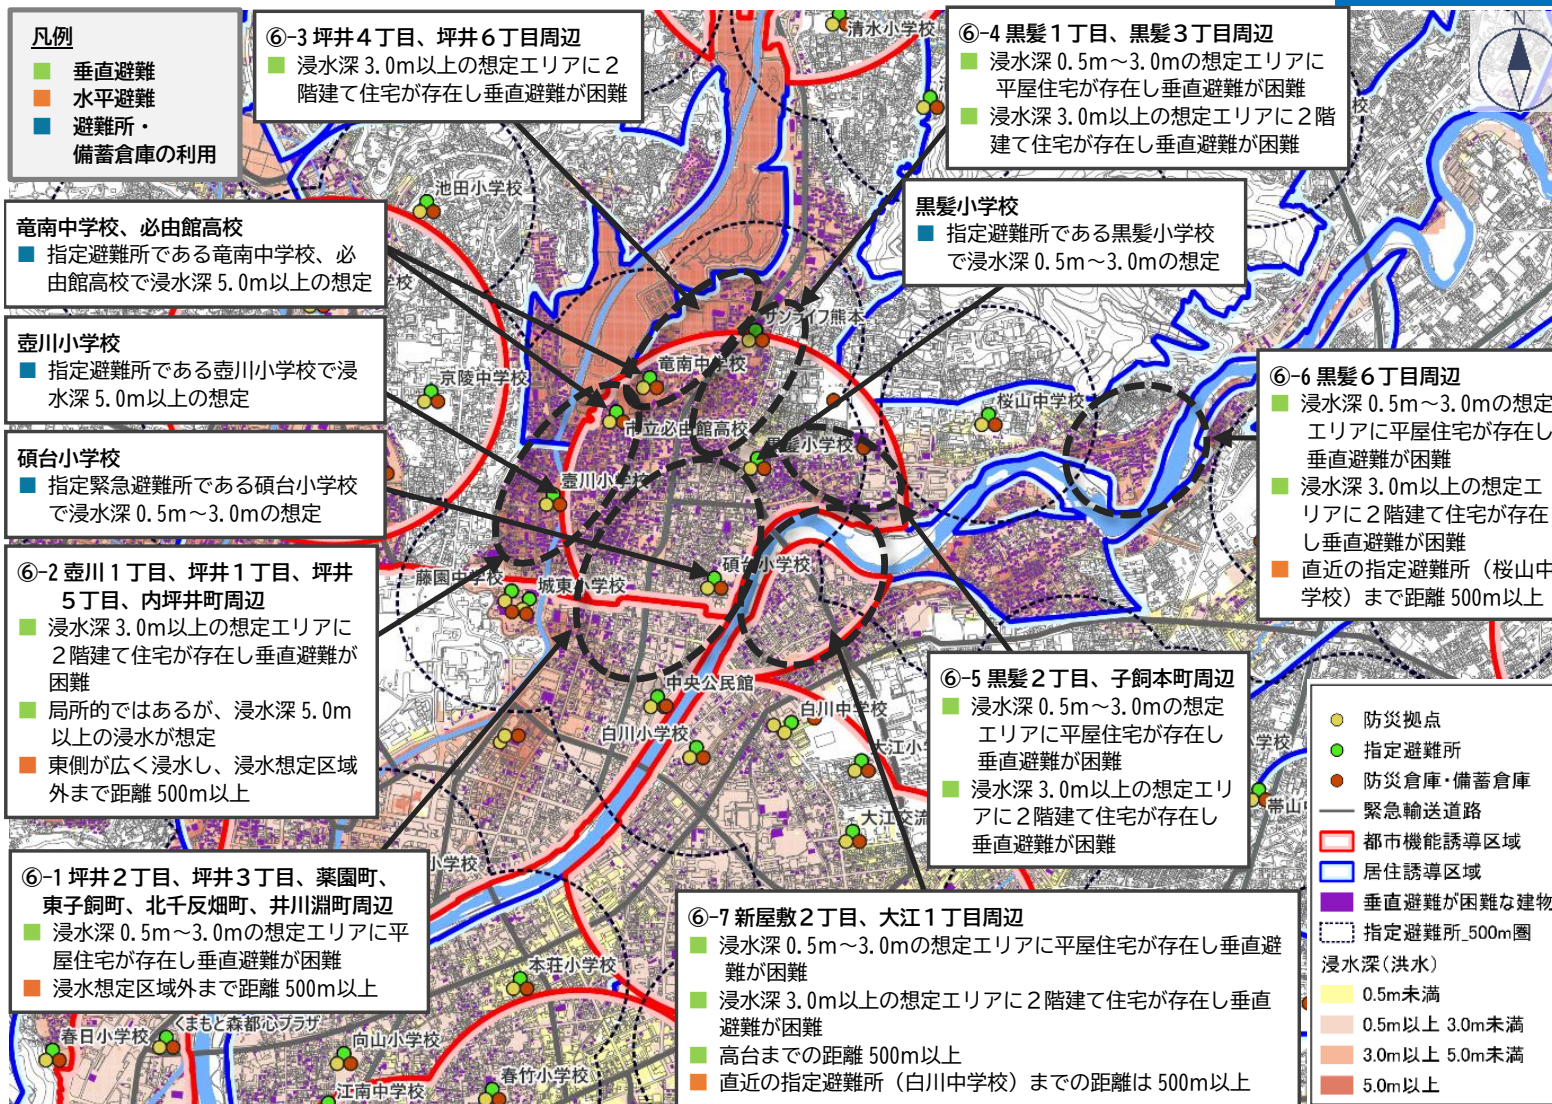 凡例
垂直避難
水平避難
避難所・
備蓄倉庫の利用
⑥-3 坪井４丁目、坪井６丁目周辺
浸水深 3.0m以上の想定エリアに２
階建て住宅が存在し垂直避難が困難
⑥-4 黒髪１丁目、黒髪３丁目周辺
浸水深 0.5m～3.0mの想定エリアに
平屋住宅が存在し垂直避難が困難
浸水深 3.0m以上の想定エリアに２階
建て住宅が存在し垂直避難が困難
N
清水小学校
池田小学校
竜南中学校、必由館高校
指定避難所である竜南中学校、必
由館高校で浸水深 5.0m以上の想定
黒髪小学校
指定避難所である黒髪小学校
で浸水深 0.5m～3.0mの想定
壺川小学校
指定避難所である壺川小学校で浸
水深 5.0m以上の想定
碩台小学校
指定緊急避難所である碩台小学校
で浸水深 0.5m～3.0mの想定
サンライフ熊本
竜南中学校
京陵中学校
市立必由館高校
黒髪小学校
桜山中学校
壺川小学校
⑥-6 黒髪６丁目周辺
浸水深 0.5m～3.0mの想定
エリアに平屋住宅が存在し
垂直避難が困難
浸水深 3.0m以上の想定エ
リアに２階建て住宅が存在
し垂直避難が困難
直近の指定避難所（桜山中
学校）まで距離 500m以上
⑥-2 壺川１丁目、坪井１丁目、坪井
５丁目、内坪井町周辺
浸水深 3.0m以上の想定エリアに
２階建て住宅が存在し垂直避難が
困難
局所的ではあるが、浸水深 5.0m
以上の浸水が想定
東側が広く浸水し、浸水想定区域
外まで距離 500m以上
藤園中学校
城東小学校
碩台小学校
中央公民館
白川小学校
白川中学校
大江小学
大江交流
帯山中
小学校
⑥-5 黒髪２丁目、子飼本町周辺
浸水深 0.5m～3.0mの想定
エリアに平屋住宅が存在し
垂直避難が困難
浸水深 3.0m以上の想定エリ
アに２階建て住宅が存在し
垂直避難が困難
⑥-1 坪井２丁目、坪井３丁目、薬園町、
東子飼町、北千反畑町、井川淵町周辺
浸水深 0.5m～3.0mの想定エリアに平
屋住宅が存在し垂直避難が困難
浸水想定区域外まで距離 500m以上
⑥-7 新屋敷２丁目、大江１丁目周辺
浸水深 0.5m～3.0mの想定エリアに平屋住宅が存在し垂直避
難が困難
浸水深 3.0m以上の想定エリアに２階建て住宅が存在し垂直
避難が困難
高台までの距離 500m以上
直近の指定避難所（白川中学校）までの距離は 500m以上
本荘小学校
春日小学校
くまもと森都心プラザ
向山小学校
江南中学校
春竹小学校
防災拠点
指定避難所
防災倉庫・備蓄倉庫
緊急輸送道路
都市機能誘導区域
居住誘導区域
垂直避難が困難な建物
指定避難所_500m圏
浸水深(洪水)
0.5m未満
0.5m以上 3.0m未満
3.0m以上 5.0m未満
5.0m以上